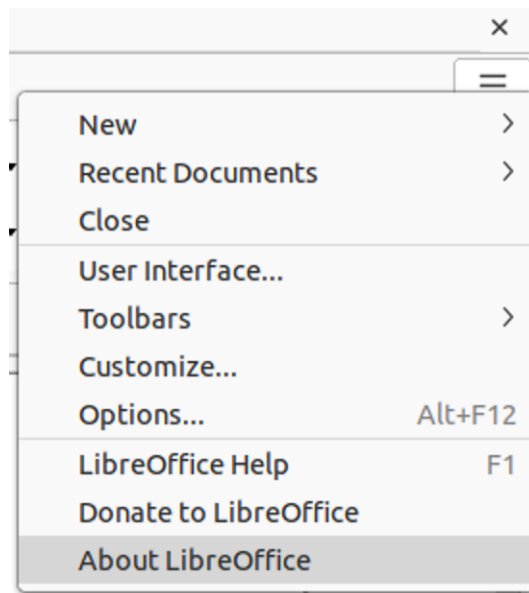 New
Recent Documents
Close
User Interface...
Toolbars
Customize...
Options... Alt+F12
LibreOffice Help F1
Donate to LibreOffice
About LibreOffice